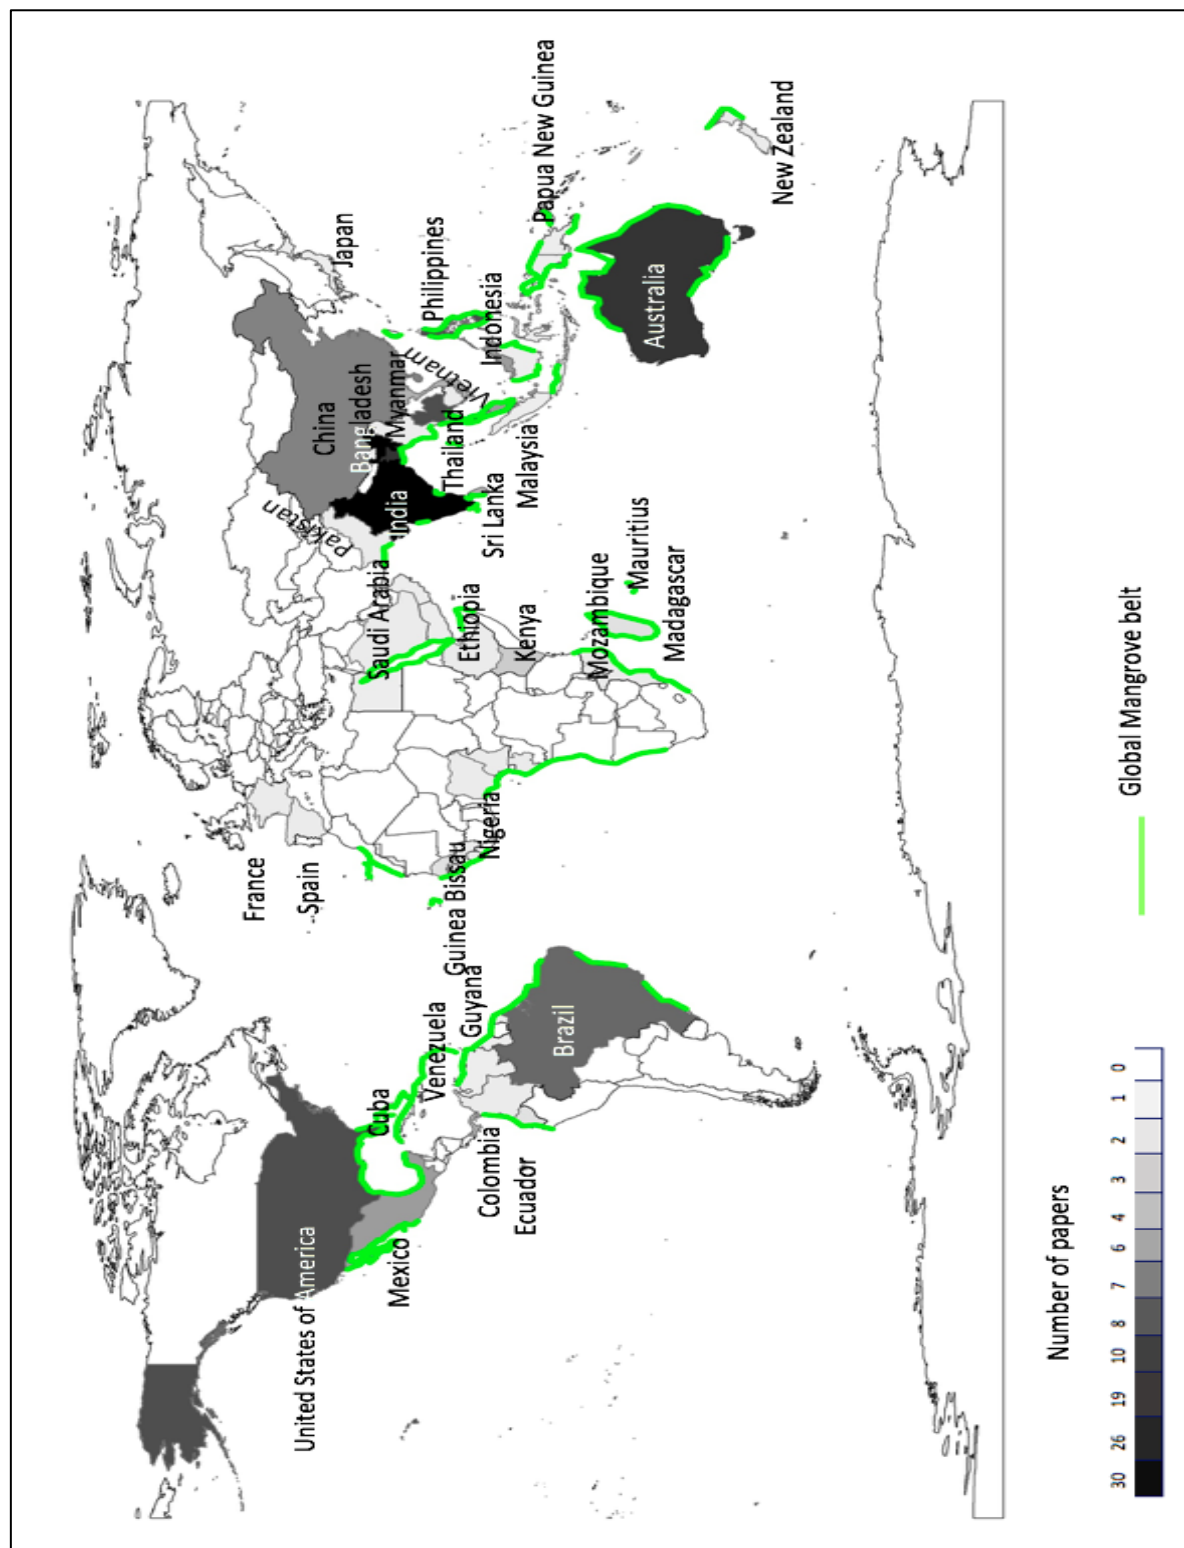 United States of America
Mexico
Cuba
Colombia
Ecuador
Venezuela
Guyana
Brazil
France
Spain
Guinea Bissau
Nigeria
Saudi Arabia
Ethiopia
Kenya
Mozambique
Mauritius
Madagascar
Pakistan
India
Sri Lanka
China
Bangladesh
Myanmar
Thailand
Vietnam
Malaysia
Japan
Philippines
Indonesia
Papua New Guinea
Australia
New Zealand
Number of papers
30 26 19 10 8 7 6 4 3 2 1 0
Global Mangrove belt